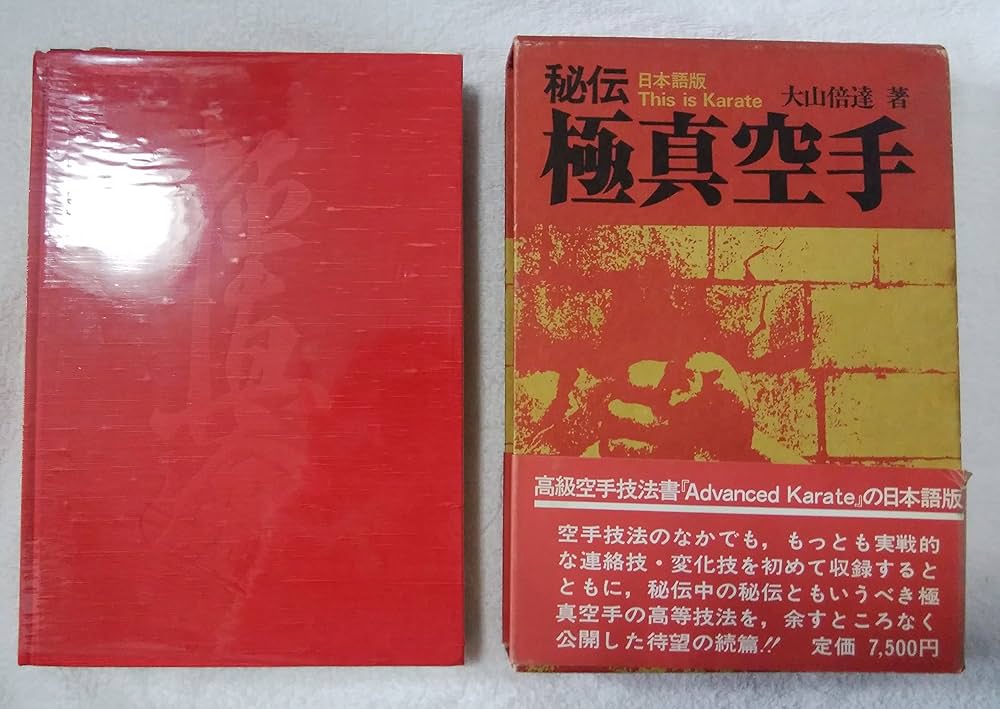 極真会
秘伝
日本語版
This is Karate
大山倍達 著
極真空手
高級空手技法書『Advanced Karate』の日本語版
空手技法のなかでも，もっとも実戦的
な連絡技・変化技を初めて収録すると
ともに，秘伝中の秘伝ともいうべき極
真空手の高等技法を，余すところなく
公開した待望の続篇!!　定価 7,500円